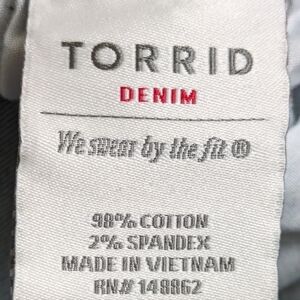 TORRID
DENIM
We swear by the fit ®
98% COTTON
2% SPANDEX
MADE IN VIETNAM
RN# 148862